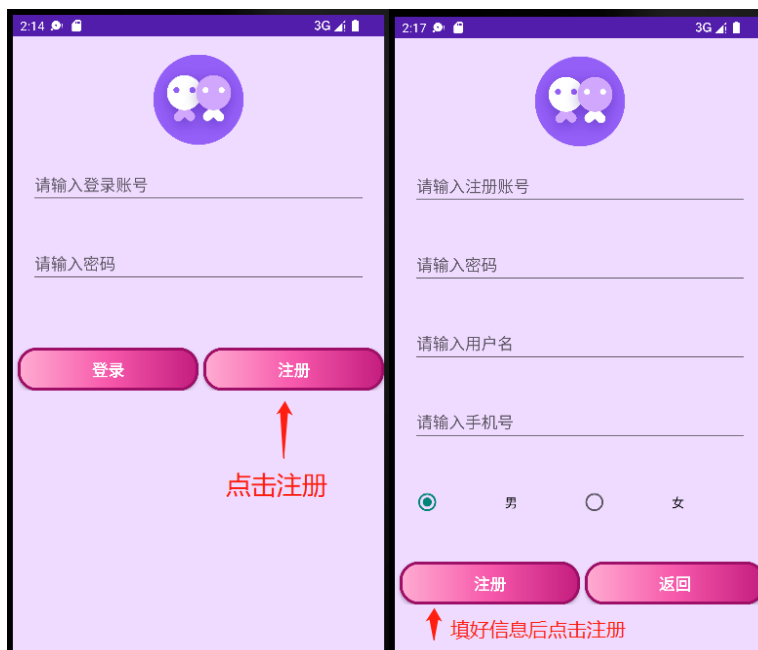 2:14
3G
请输入登录账号
请输入密码
登录
注册
点击注册
2:17
3G
请输入注册账号
请输入密码
请输入用户名
请输入手机号
男
女
注册
返回
填好信息后点击注册